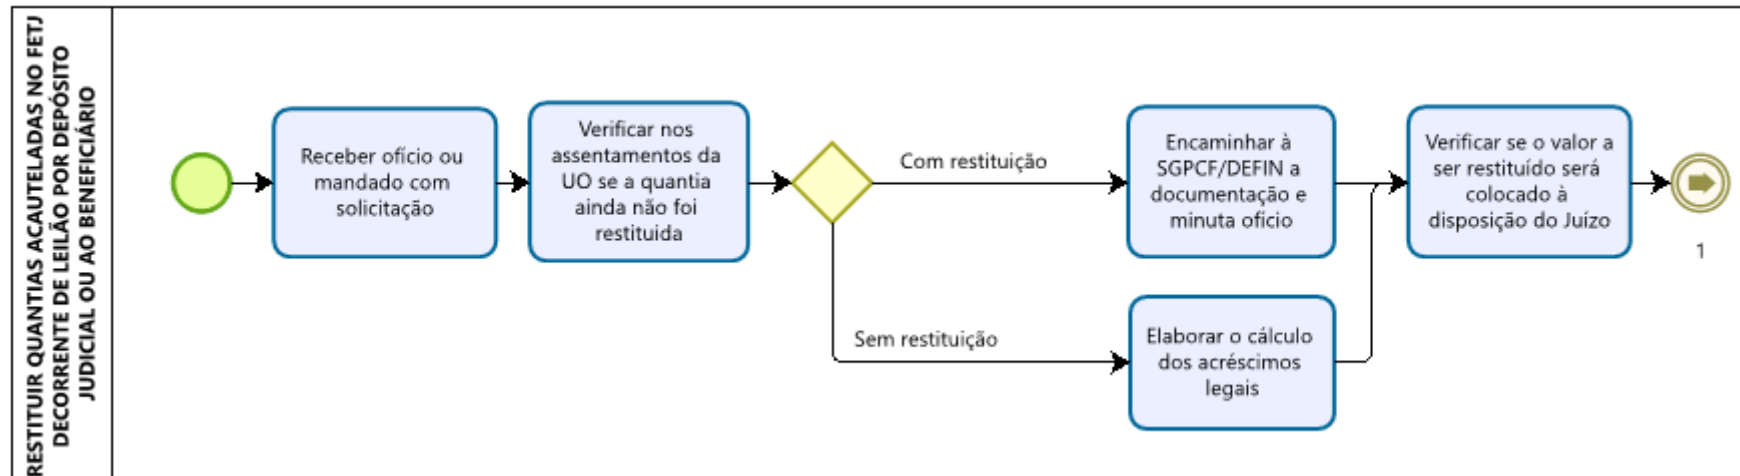 RESTITUIR QUANTIAS ACAUTELADAS NO FETJ
DECORRENTE DE LEILÃO POR DEPÓSITO
JUDICIAL OU AO BENEFICIÁRIO
Receber ofício ou
mandado com
solicitação
Verificar nos
assentamentos da
UO se a quantia
ainda não foi
restituida
Com restituição
Sem restituição
Encaminhar à
SGPCF/DEFIN a
documentação e
minuta ofício
Elaborar o cálculo
dos acréscimos
legais
Verificar se o valor a
ser restituído será
colocado à
disposição do Juízo
1